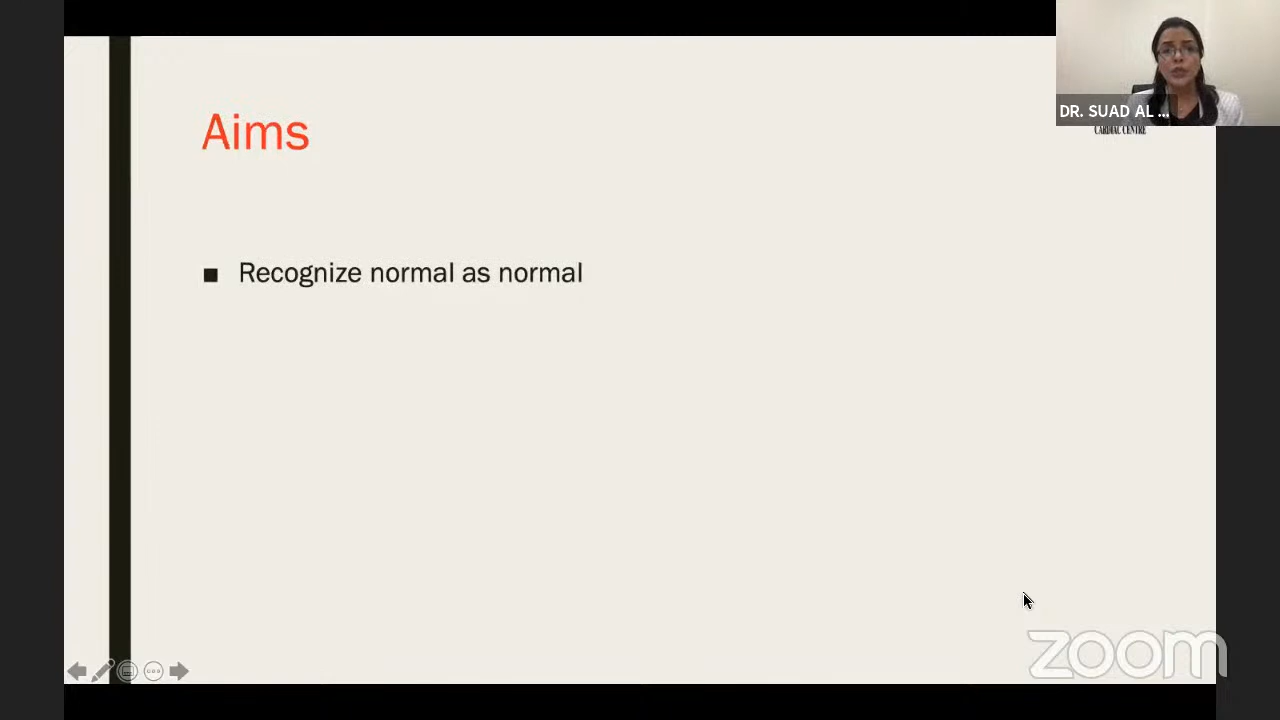 Aims
DR. SUAD AL ...
CARDIAC CENTRE
■ Recognize normal as normal
zoom